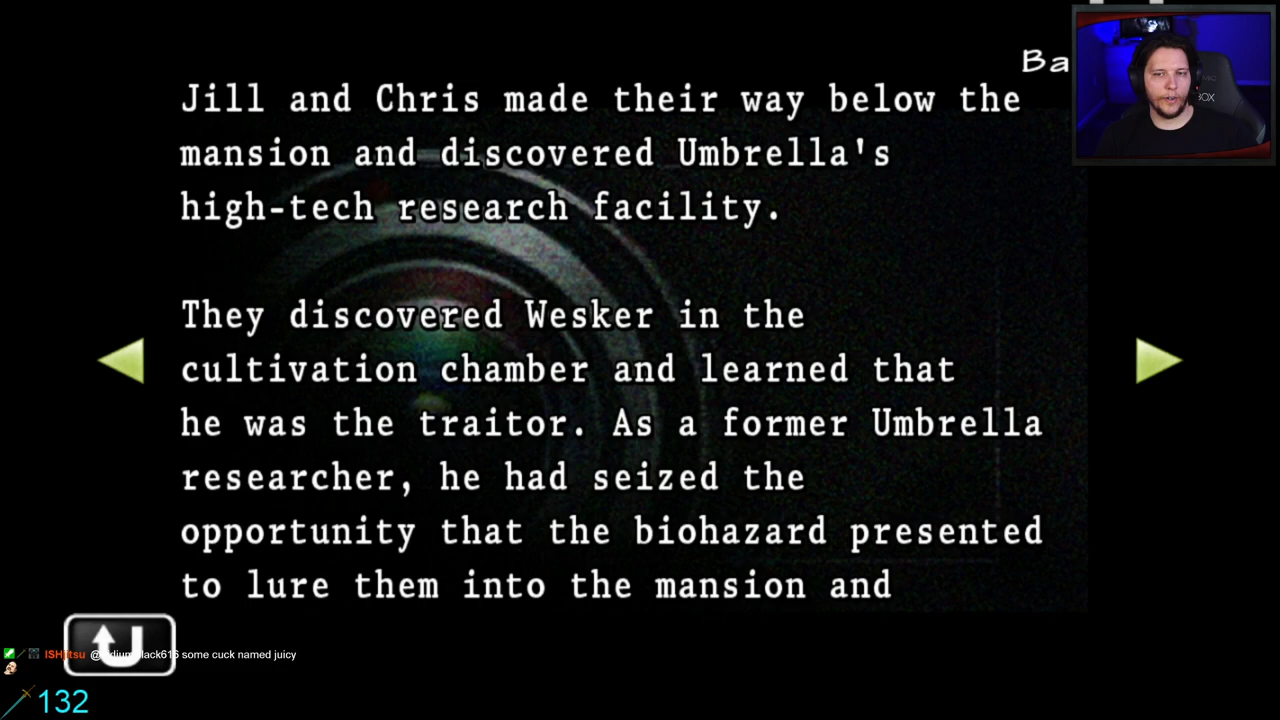 Ba
Jill and Chris made their way below the
mansion and discovered Umbrella's
high-tech research facility.
They discovered Wesker in the
cultivation chamber and learned that
he was the traitor. As a former Umbrella
researcher, he had seized the
opportunity that the biohazard presented
to lure them into the mansion and
ISHjitsu some cuck named juicy
132